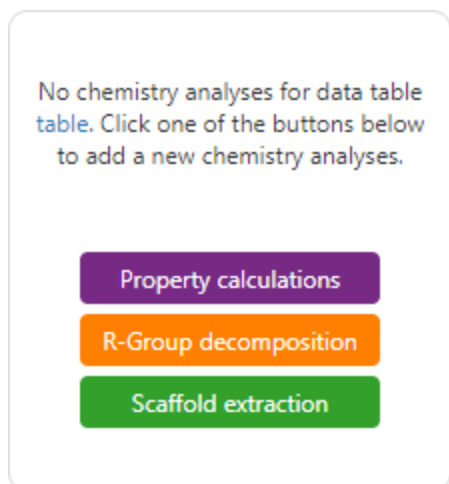 No chemistry analyses for data table
table. Click one of the buttons below
to add a new chemistry analyses.
Property calculations
R-Group decomposition
Scaffold extraction